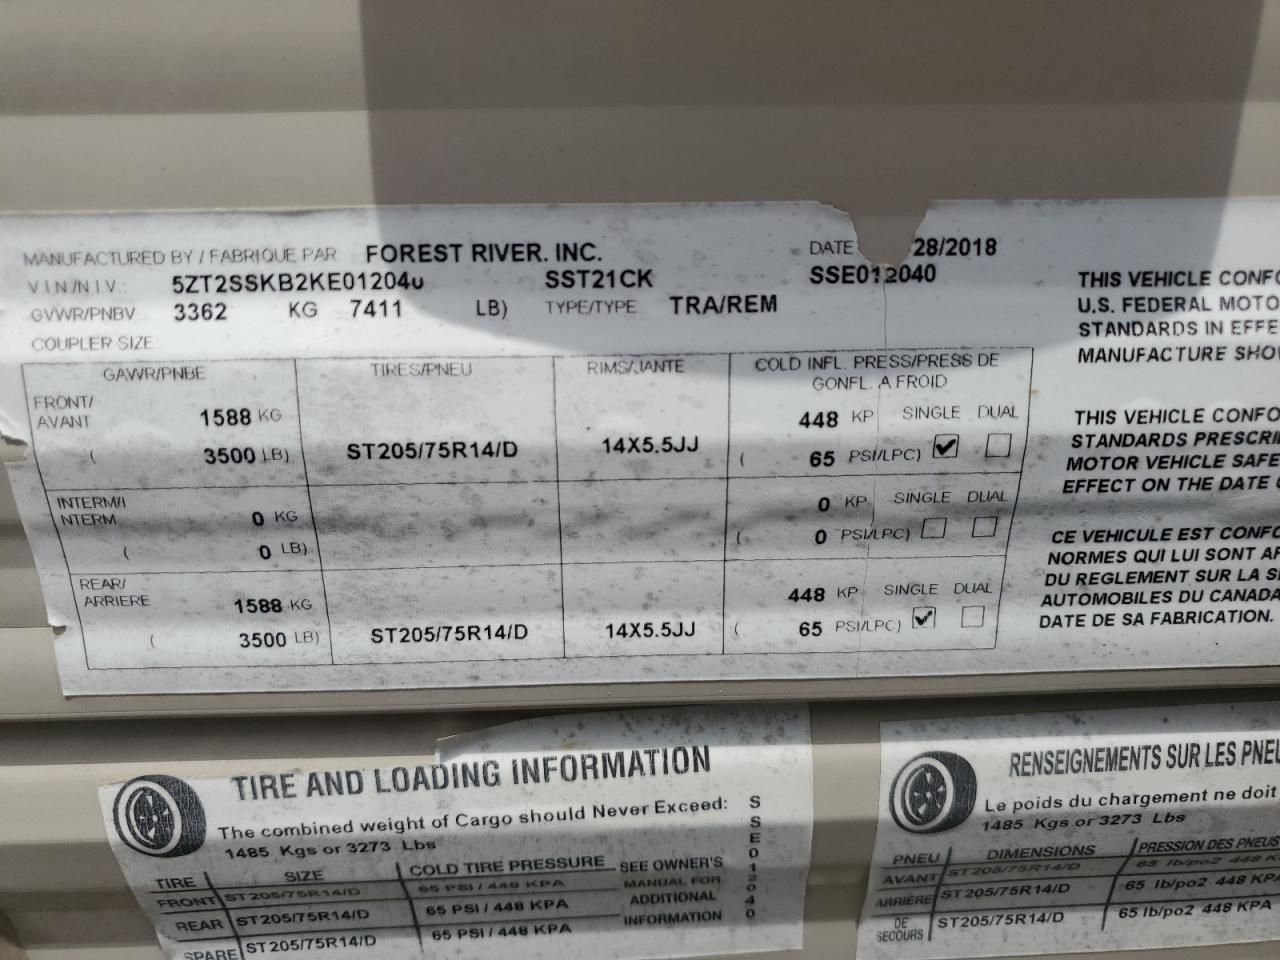 MANUFACTURED BY / FABRIQUE PAR: FOREST RIVER. INC. DATE 28/2018
V I N./N I V.: 5ZT2SSKB2KE012040 SST21CK SSE012040
GVWR/PNBV 3362 KG 7411 LB) TYPE/TYPE TRA/REM
COUPLER SIZE:
GAWR/PNBE TIRES/PNEU RIMS/JANTE COLD INFL. PRESS/PRESS DE
GONFL. A FROID
FRONT/
AVANT 1588 KG 448 KP SINGLE DUAL
( 3500 LB) ST205/75R14/D 14X5.5JJ ( 65 PSI/LPC)
INTERM/I
NTERM 0 KG 0 KP SINGLE DUAL
( 0 LB) ( 0 PSI/LPC)
REAR/
ARRIERE 1588 KG 448 KP SINGLE DUAL
( 3500 LB) ST205/75R14/D 14X5.5JJ ( 65 PSI/LPC)
THIS VEHICLE CONFO
U.S. FEDERAL MOTO
STANDARDS IN EFFE
MANUFACTURE SHO
THIS VEHICLE CONFO
STANDARDS PRESCRI
MOTOR VEHICLE SAFE
EFFECT ON THE DATE
CE VEHICULE EST CONFO
NORMES QUI LUI SONT AP
DU REGLEMENT SUR LA S
AUTOMOBILES DU CANADA
DATE DE SA FABRICATION.
TIRE AND LOADING INFORMATION
The combined weight of Cargo should Never Exceed:
1485 Kgs or 3273 Lbs
TIRE SIZE COLD TIRE PRESSURE SEE OWNER'S
FRONT ST205/75R14/D 65 PSI / 448 KPA MANUAL FOR
REAR ST205/75R14/D 65 PSI / 448 KPA ADDITIONAL
SPARE ST205/75R14/D 65 PSI / 448 KPA INFORMATION
SSE012040
RENSEIGNEMENTS SUR LES PNEU
Le poids du chargement ne doit
1485 Kgs or 3273 Lbs
PNEU DIMENSIONS PRESSION DES PNEUS
AVANT ST205/75R14/D 65 lb/po2 448 K
ARRIÈRE ST205/75R14/D 65 lb/po2 448 KPA
DE
SECOURS ST205/75R14/D 65 lb/po2 448 KPA